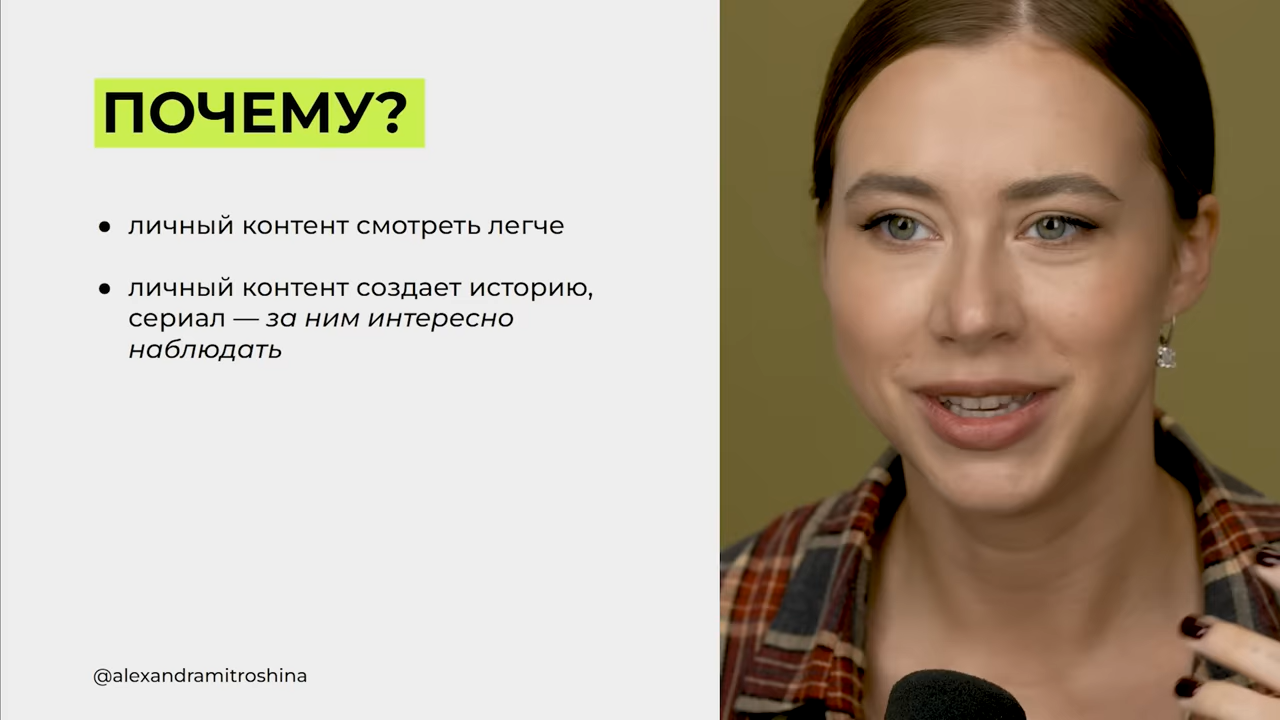 ПОЧЕМУ?
● личный контент смотреть легче
● личный контент создает историю,
сериал — за ним интересно
наблюдать
@alexandramitroshina